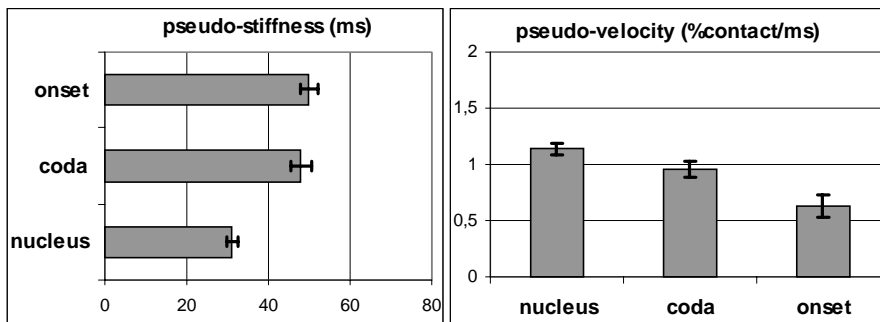 pseudo-stiffness (ms)
onset
coda
nucleus
0 20 40 60 80
pseudo-velocity (%contact/ms)
2
1,5
1
0,5
0
nucleus coda onset